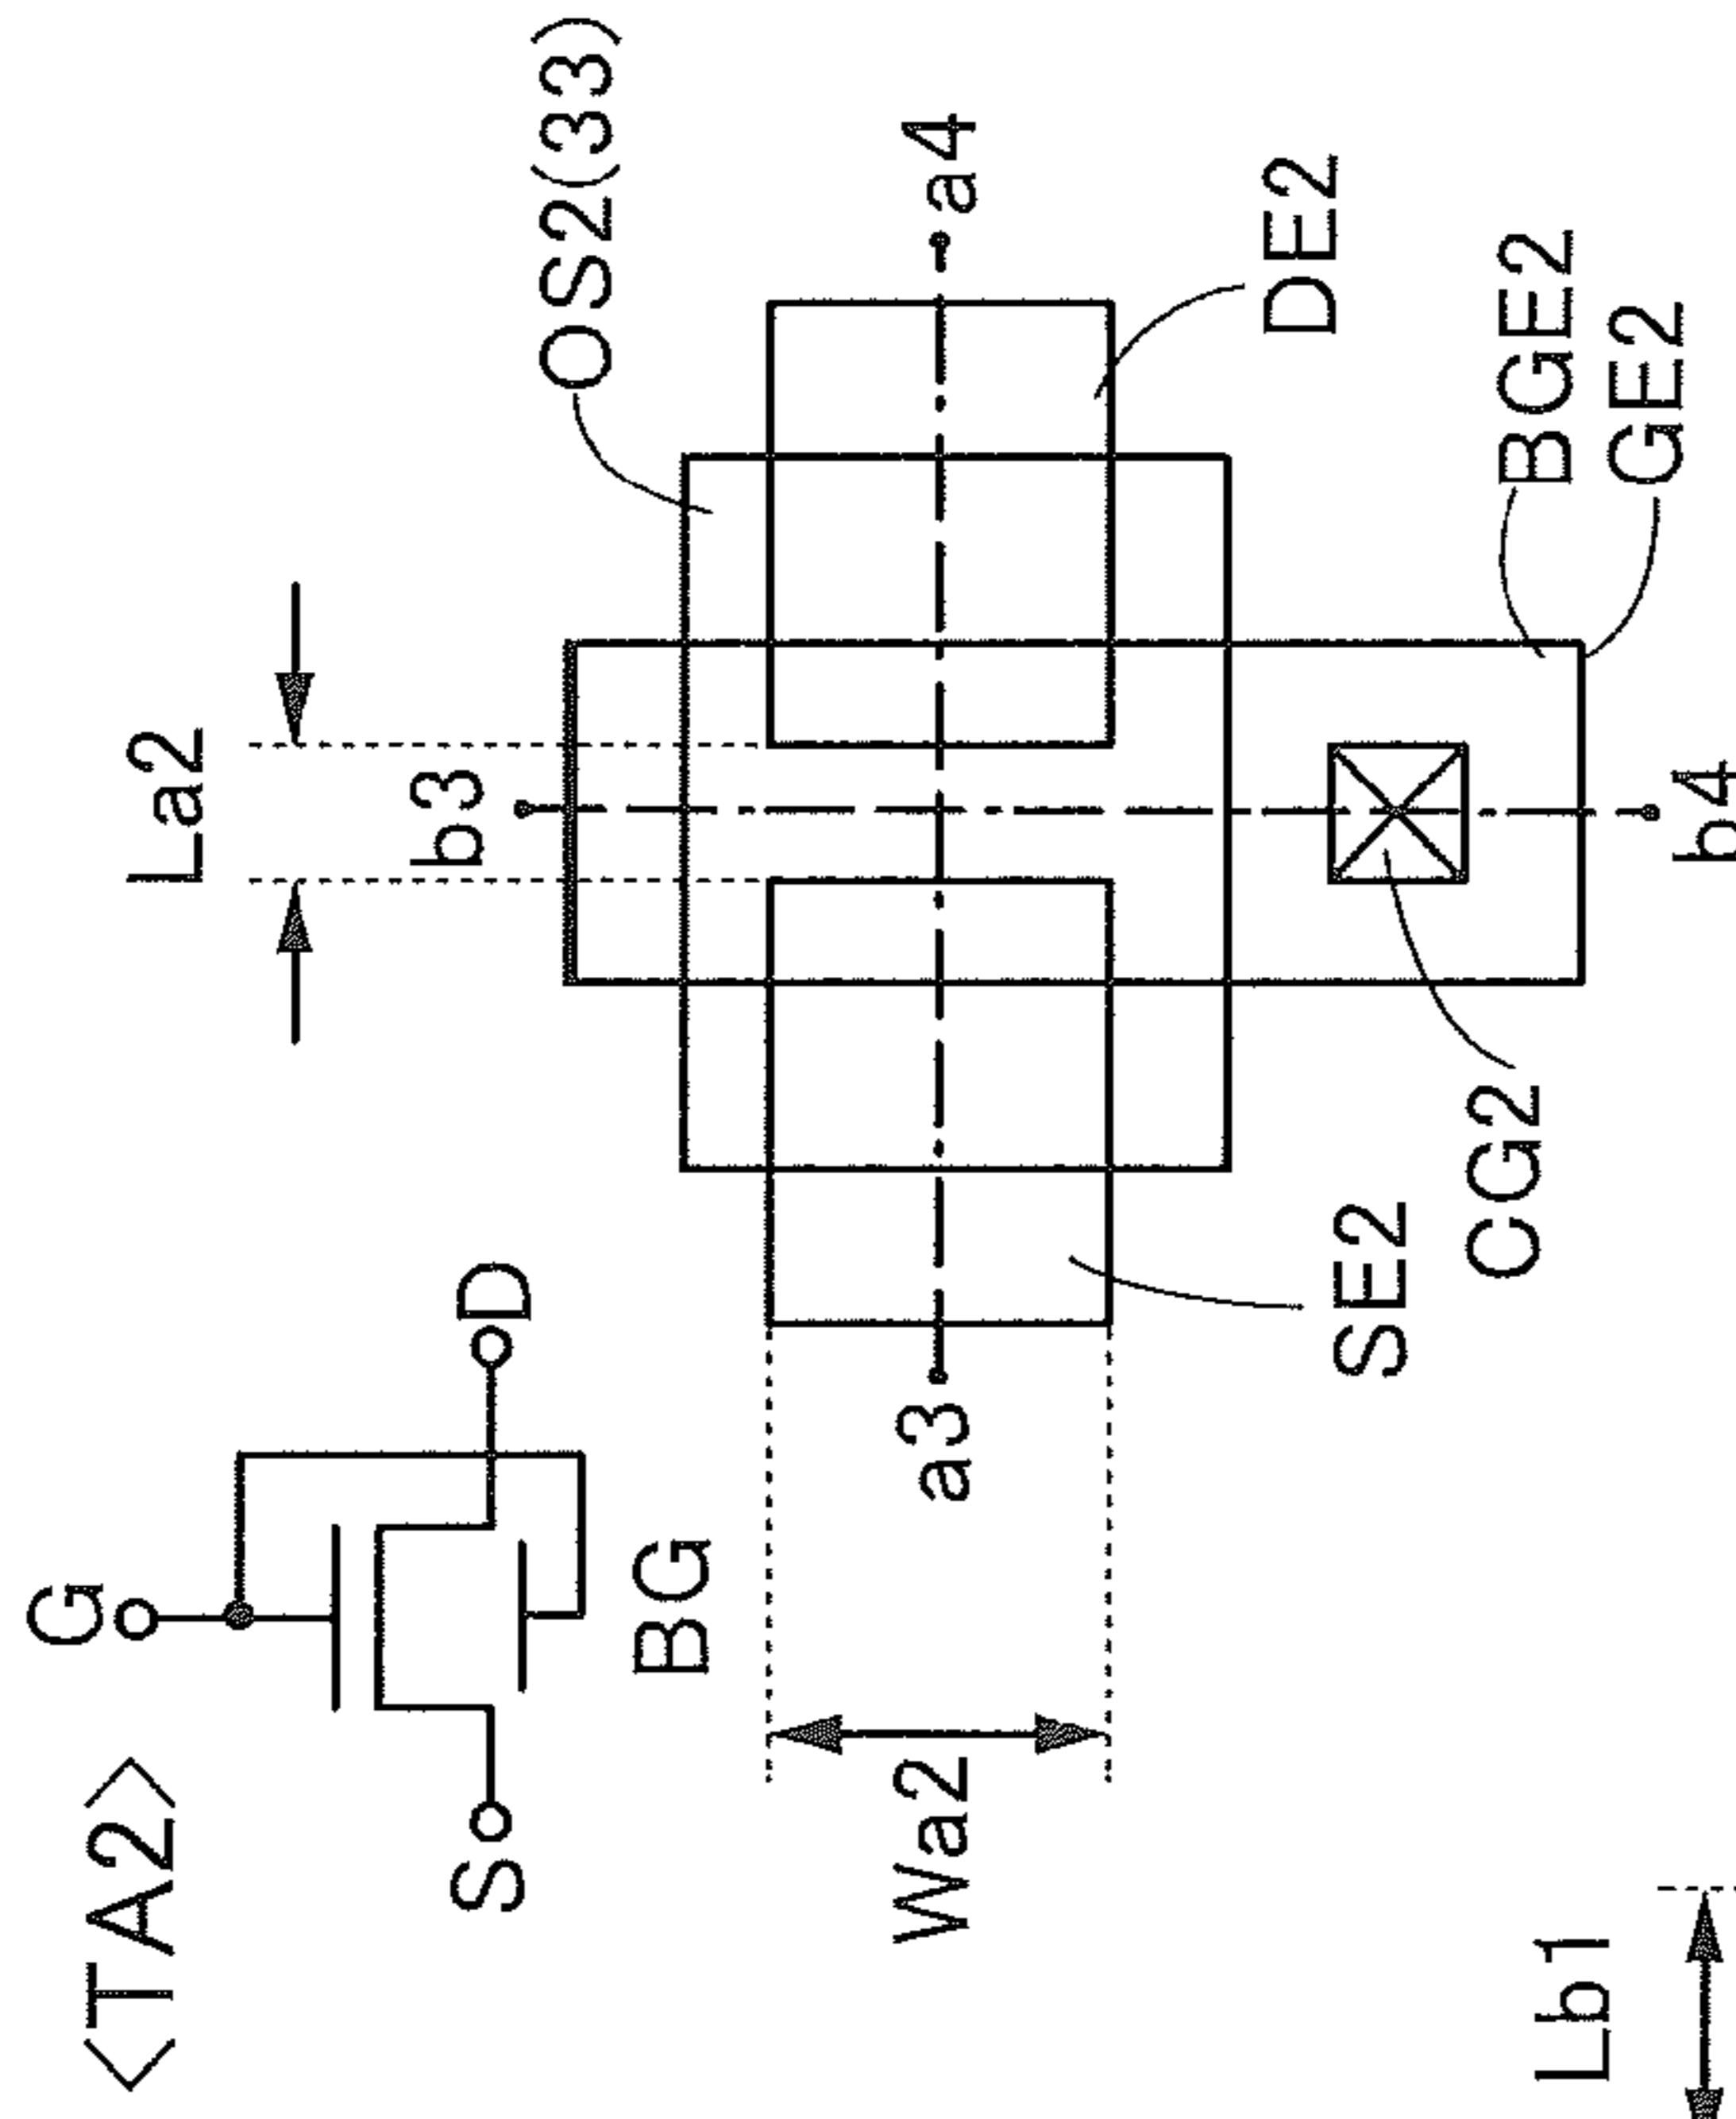 <TA2>
G
S
D
BG
La2
b3
OS2(33)
Wa2
a3
a4
DE2
SE2
CG2
BGE2
GE2
b4
Lb1